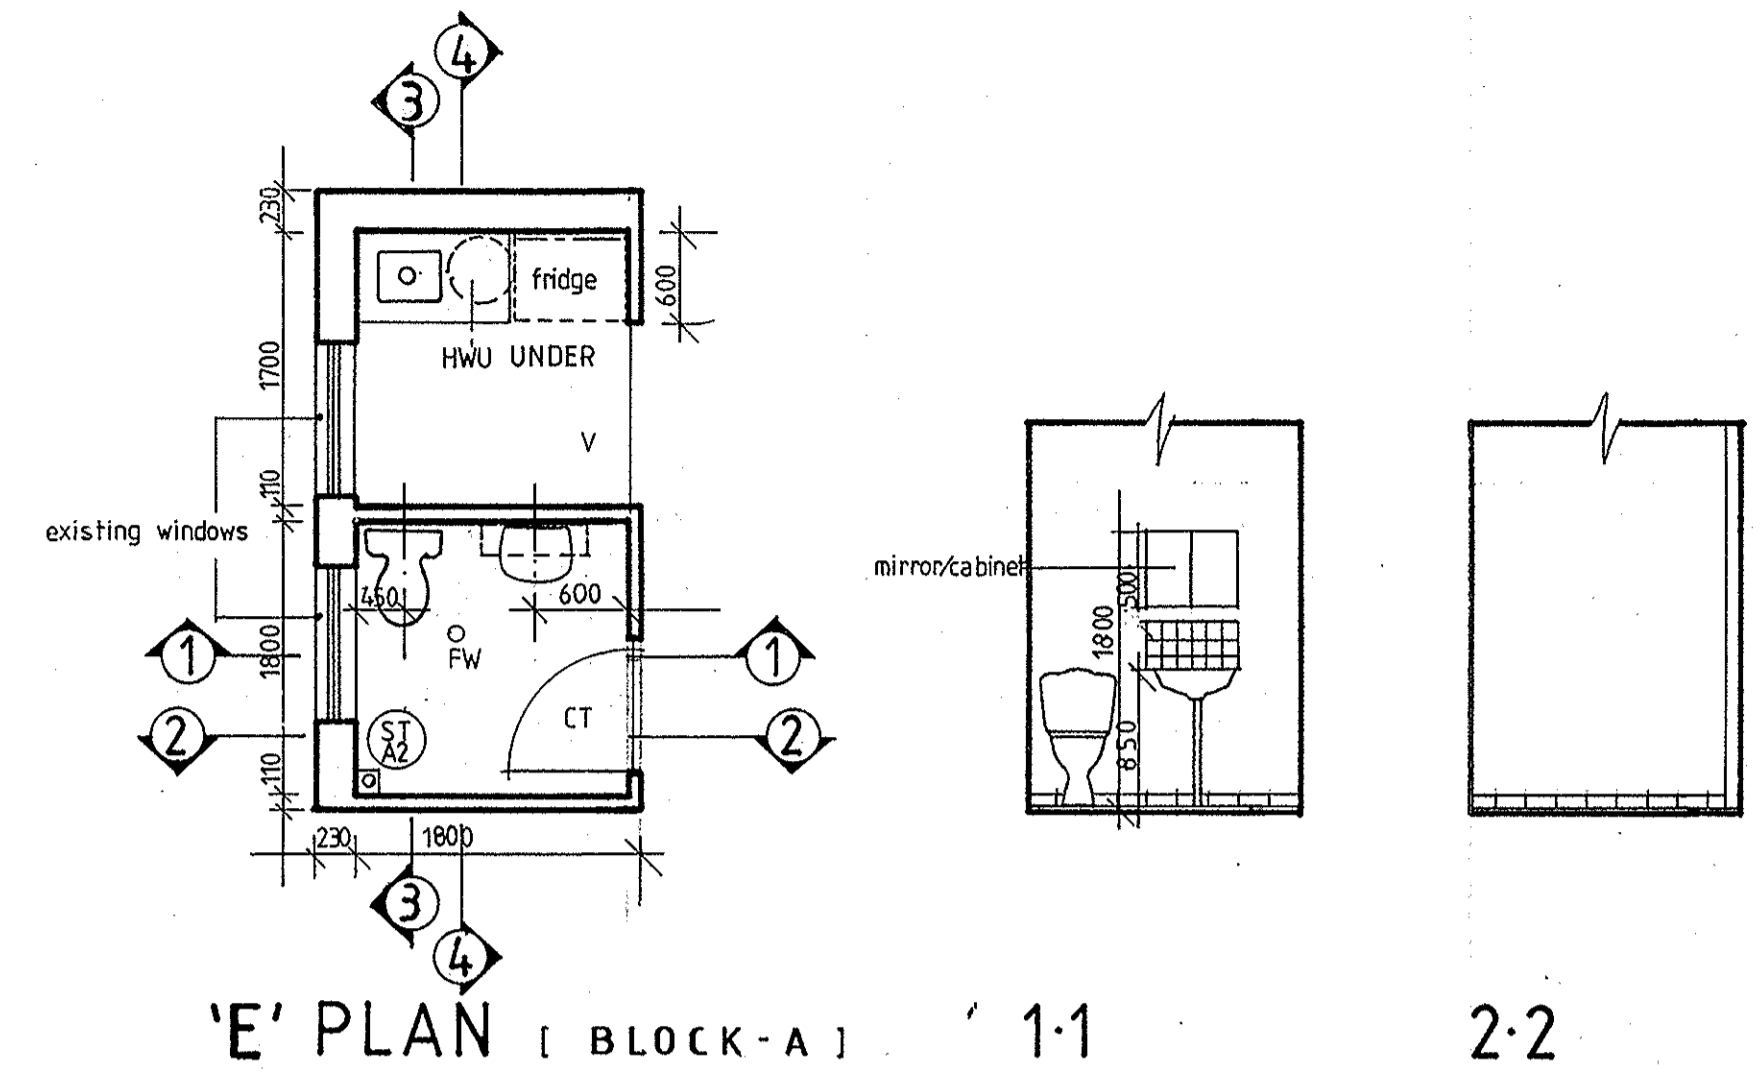 4
3
230
fridge
600
HWU UNDER
1700
V
110
existing windows
450
600
FW
1
1
1800
2
2
CT
ST
A2
110
230
1800
3
4
'E' PLAN [ BLOCK-A ]
mirror/cabinet
500
1800
850
1·1
2·2